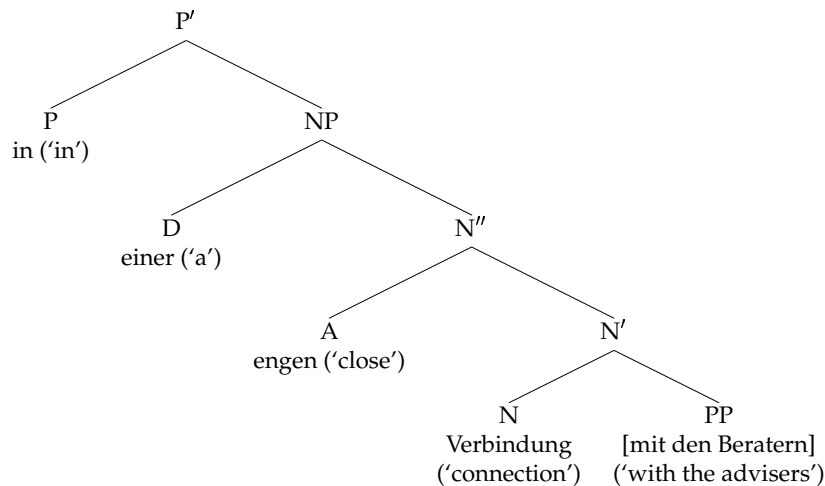 P′
P NP
in (‘in’)
D N″
einer (‘a’)
A N′
engen (‘close’)
N PP
Verbindung [mit den Beratern]
(‘connection’) (‘with the advisers’)